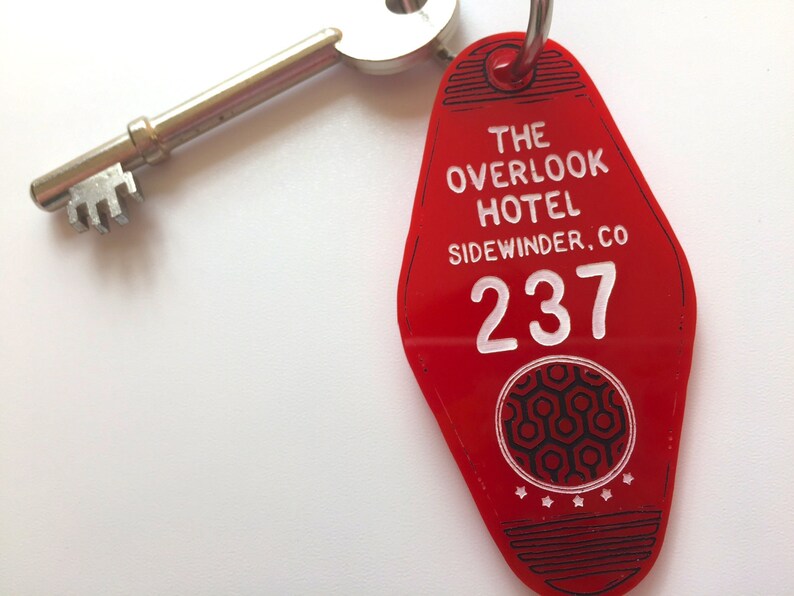 THE
OVERLOOK
HOTEL
SIDEWINDER, CO
237